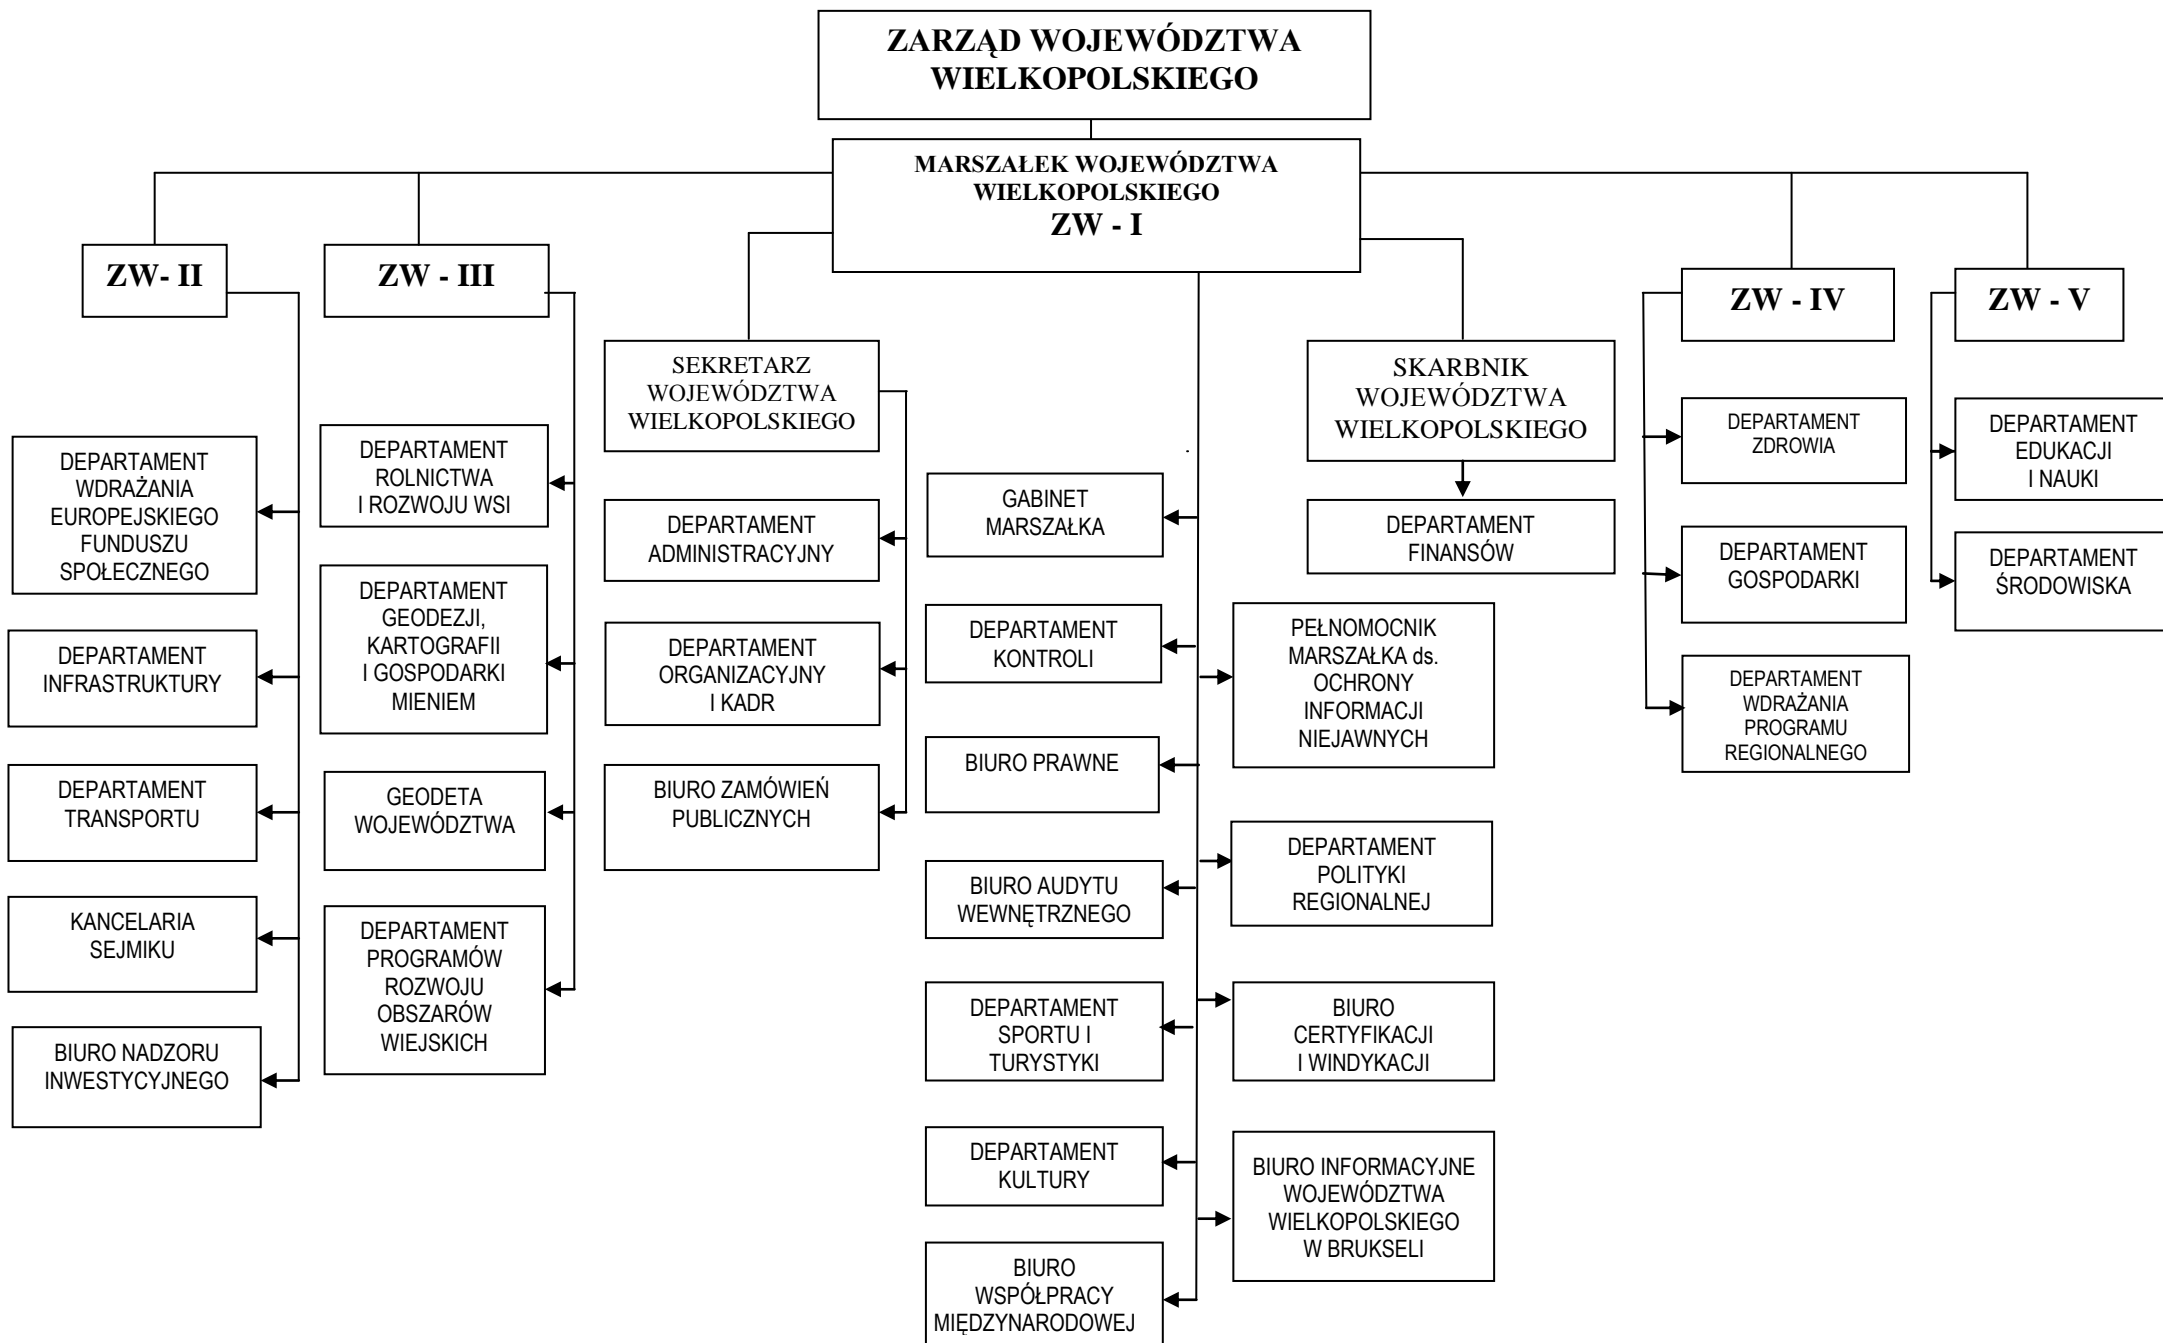 ZARZĄD WOJEWÓDZTWA
WIELKOPOLSKIEGO
MARSZAŁEK WOJEWÓDZTWA
WIELKOPOLSKIEGO
ZW - I
ZW- II
ZW - III
ZW - IV
ZW - V
SEKRETARZ
WOJEWÓDZTWA
WIELKOPOLSKIEGO
SKARBNIK
WOJEWÓDZTWA
WIELKOPOLSKIEGO
DEPARTAMENT
WDRAŻANIA
EUROPEJSKIEGO
FUNDUSZU
SPOŁECZNEGO
DEPARTAMENT
INFRASTRUKTURY
DEPARTAMENT
TRANSPORTU
KANCELARIA
SEJMIKU
BIURO NADZORU
INWESTYCYJNEGO
DEPARTAMENT
ROLNICTWA
I ROZWOJU WSI
DEPARTAMENT
GEODEZJI,
KARTOGRAFII
I GOSPODARKI
MIENIEM
GEODETA
WOJEWÓDZTWA
DEPARTAMENT
PROGRAMÓW
ROZWOJU
OBSZARÓW
WIEJSKICH
DEPARTAMENT
ADMINISTRACYJNY
DEPARTAMENT
ORGANIZACYJNY
I KADR
BIURO ZAMÓWIEŃ
PUBLICZNYCH
GABINET
MARSZAŁKA
DEPARTAMENT
KONTROLI
BIURO PRAWNE
BIURO AUDYTU
WEWNĘTRZNEGO
DEPARTAMENT
SPORTU I
TURYSTYKI
DEPARTAMENT
KULTURY
BIURO
WSPÓŁPRACY
MIĘDZYNARODOWEJ
PEŁNOMOCNIK
MARSZAŁKA ds.
OCHRONY
INFORMACJI
NIEJAWNYCH
DEPARTAMENT
POLITYKI
REGIONALNEJ
BIURO
CERTYFIKACJI
I WINDYKACJI
BIURO INFORMACYJNE
WOJEWÓDZTWA
WIELKOPOLSKIEGO
W BRUKSELI
DEPARTAMENT
FINANSÓW
DEPARTAMENT
ZDROWIA
DEPARTAMENT
GOSPODARKI
DEPARTAMENT
WDRAŻANIA
PROGRAMU
REGIONALNEGO
DEPARTAMENT
EDUKACJI
I NAUKI
DEPARTAMENT
ŚRODOWISKA